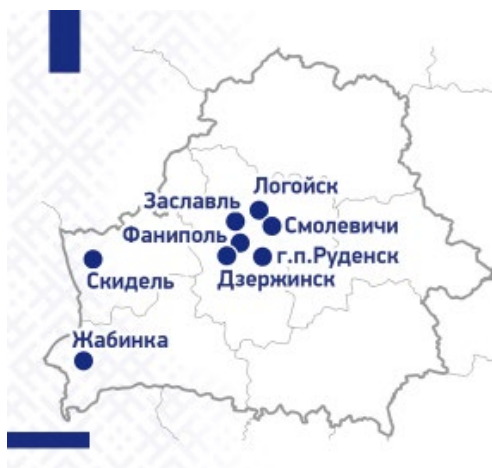 Логойск
Заславль
Смолевичи
Фаниполь
г.п.Руденск
Скидель
Дзержинск
Жабинка